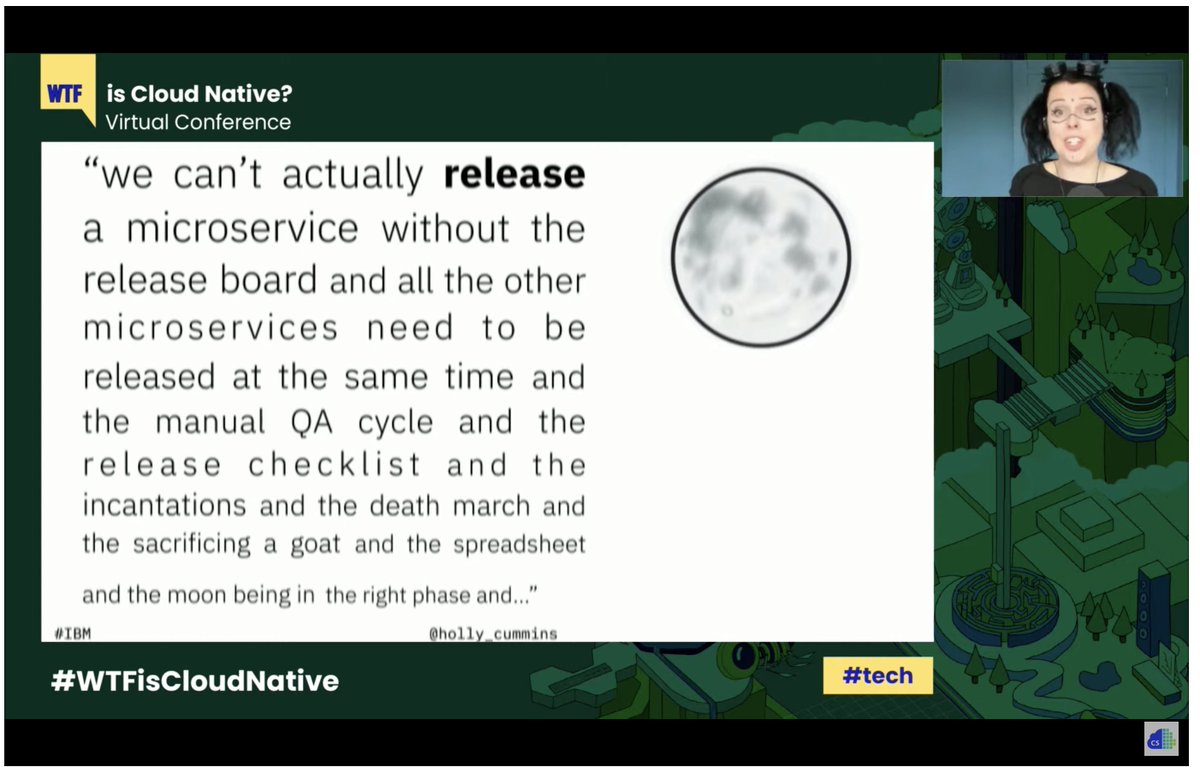 WTF is Cloud Native?
Virtual Conference
“we can’t actually release
a microservice without the
release board and all the other
microservices need to be
released at the same time and
the manual QA cycle and the
release checklist and the
incantations and the death march and
the sacrificing a goat and the spreadsheet
and the moon being in the right phase and...”
#IBM
@holly_cummins
#WTFisCloudNative
#tech
CS